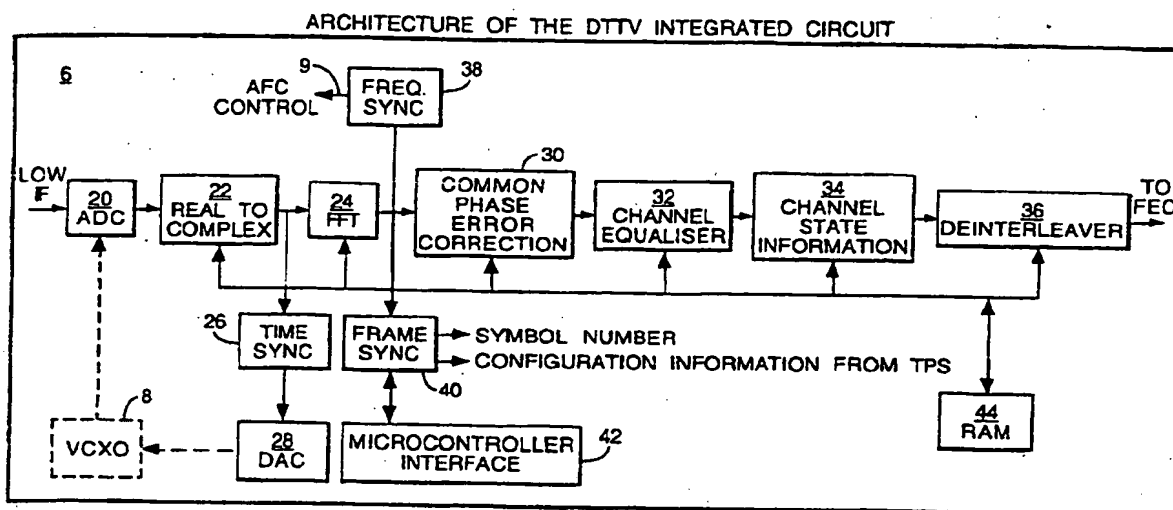 ARCHITECTURE OF THE DTTV INTEGRATED CIRCUIT
6
9
38
AFC
CONTROL
FREQ.
SYNC
LOW
IF
20
ADC
22
REAL TO
COMPLEX
24
FFT
30
COMMON
PHASE
ERROR
CORRECTION
32
CHANNEL
EQUALISER
34
CHANNEL
STATE
INFORMATION
36
DEINTERLEAVER
TO
FEC
26
TIME
SYNC
FRAME
SYNC
40
SYMBOL NUMBER
CONFIGURATION INFORMATION FROM TPS
8
VCXO
28
DAC
MICROCONTROLLER
INTERFACE
42
44
RAM